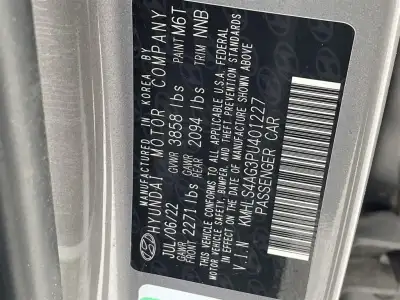 MANUFACTURED IN KOREA BY
HYUNDAI MOTOR COMPANY
PAINT M6T
TRIM NNB
JUL/06/22 GVWR 3858 lbs
GAWR FRONT 2271 lbs GAWR REAR 2094 lbs
THIS VEHICLE CONFORMS TO ALL APPLICABLE U.S.A. FEDERAL
MOTOR VEHICLE SAFETY, BUMPER, AND THEFT PREVENTION STANDARDS
IN EFFECT ON THE DATE OF MANUFACTURE SHOWN ABOVE
V.I.N KMHLS4AG3PU401227
PASSENGER CAR